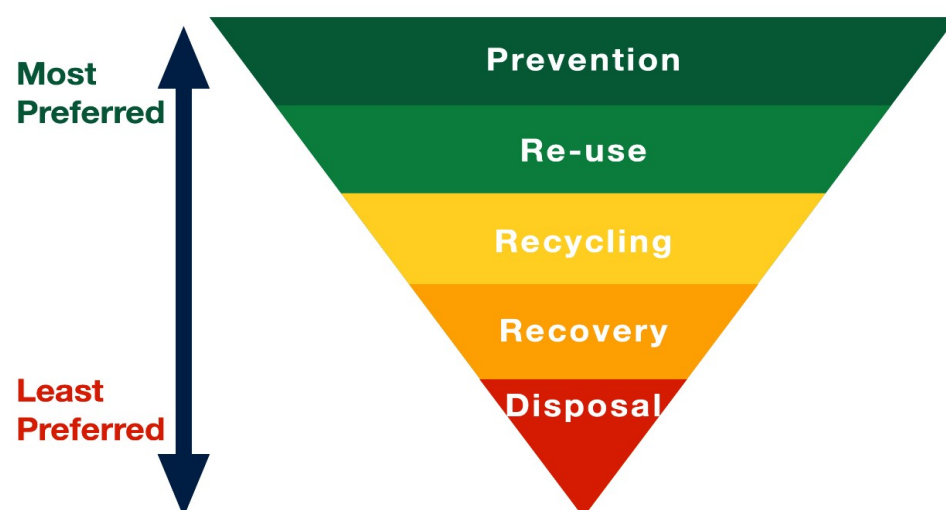 Most
Preferred
Prevention
Re-use
Recycling
Recovery
Least
Preferred
Disposal